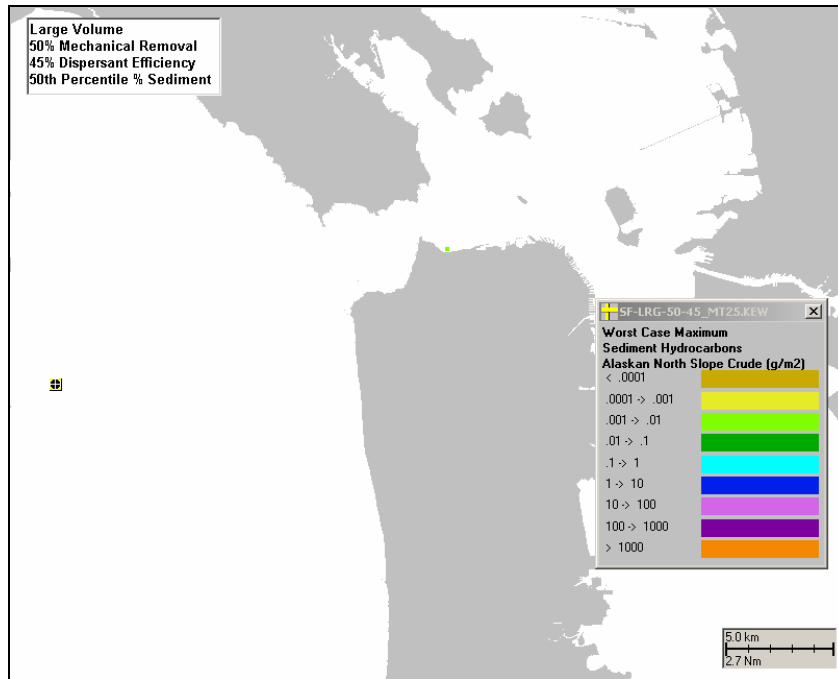 Large Volume
50% Mechanical Removal
45% Dispersant Efficiency
50th Percentile % Sediment
SF-LRG-50-45_MT25.KEW
Worst Case Maximum
Sediment Hydrocarbons
Alaskan North Slope Crude (g/m2)
< .0001
.0001 -> .001
.001 -> .01
.01 -> .1
.1 -> 1
1 -> 10
10 -> 100
100 -> 1000
> 1000
5.0 km
2.7 Nm